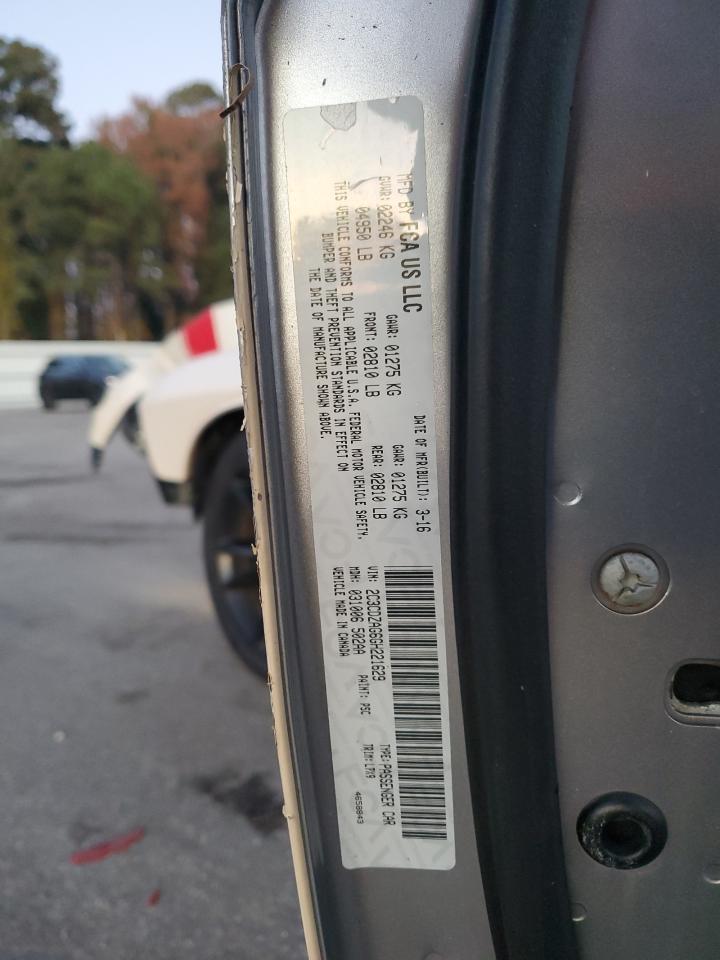 MFD BY FCA US LLC
DATE OF MFR(BUILT): 3-16
GVWR: 02246 KG GAWR: 01275 KG GAWR: 01275 KG
04950 LB FRONT: 02810 LB REAR: 02810 LB
THIS VEHICLE CONFORMS TO ALL APPLICABLE U.S.A. FEDERAL MOTOR VEHICLE SAFETY,
BUMPER AND THEFT PREVENTION STANDARDS IN EFFECT ON
THE DATE OF MANUFACTURE SHOWN ABOVE.
VIN: 2C3CDZAG6GH221629 TYPE: PASSENGER CAR
MDH: 031006 502AA PAINT: PSC TRIM: LPX9
VEHICLE MADE IN CANADA 4658843